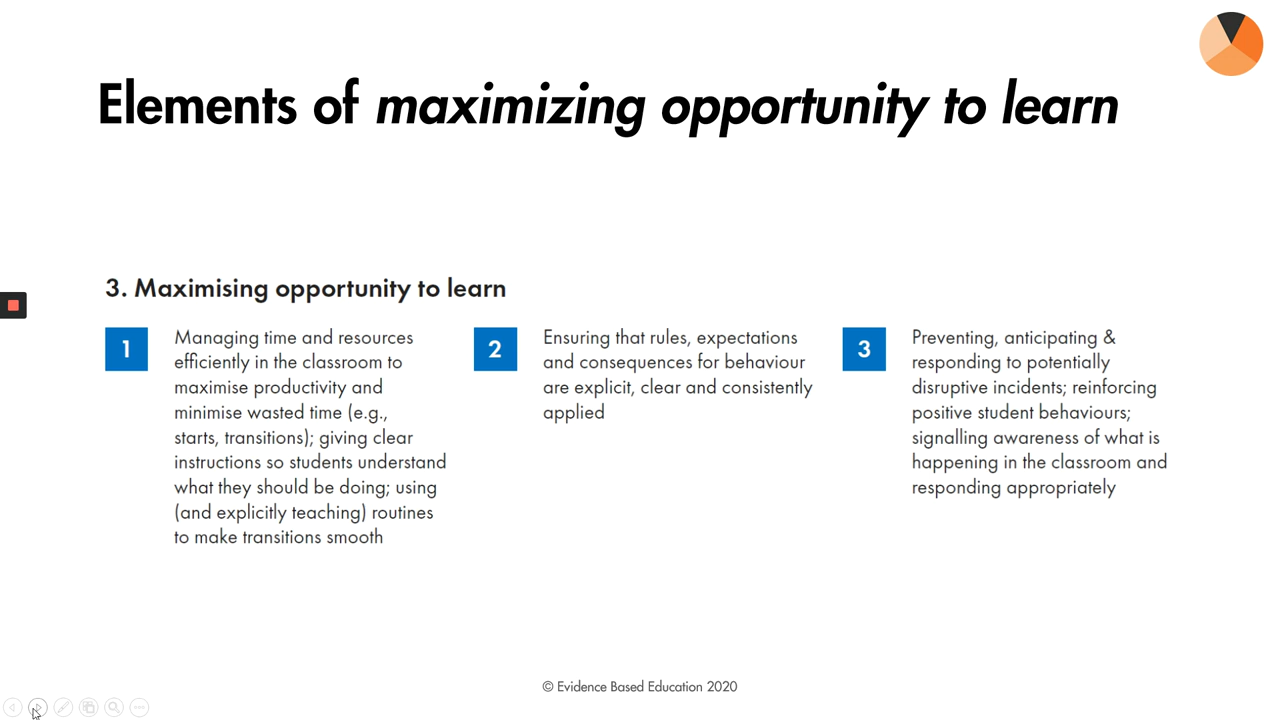 Elements of maximizing opportunity to learn
3. Maximising opportunity to learn
1
Managing time and resources
efficiently in the classroom to
maximise productivity and
minimise wasted time (e.g.,
starts, transitions); giving clear
instructions so students understand
what they should be doing; using
(and explicitly teaching) routines
to make transitions smooth
2
Ensuring that rules, expectations
and consequences for behaviour
are explicit, clear and consistently
applied
3
Preventing, anticipating &
responding to potentially
disruptive incidents; reinforcing
positive student behaviours;
signalling awareness of what is
happening in the classroom and
responding appropriately
© Evidence Based Education 2020